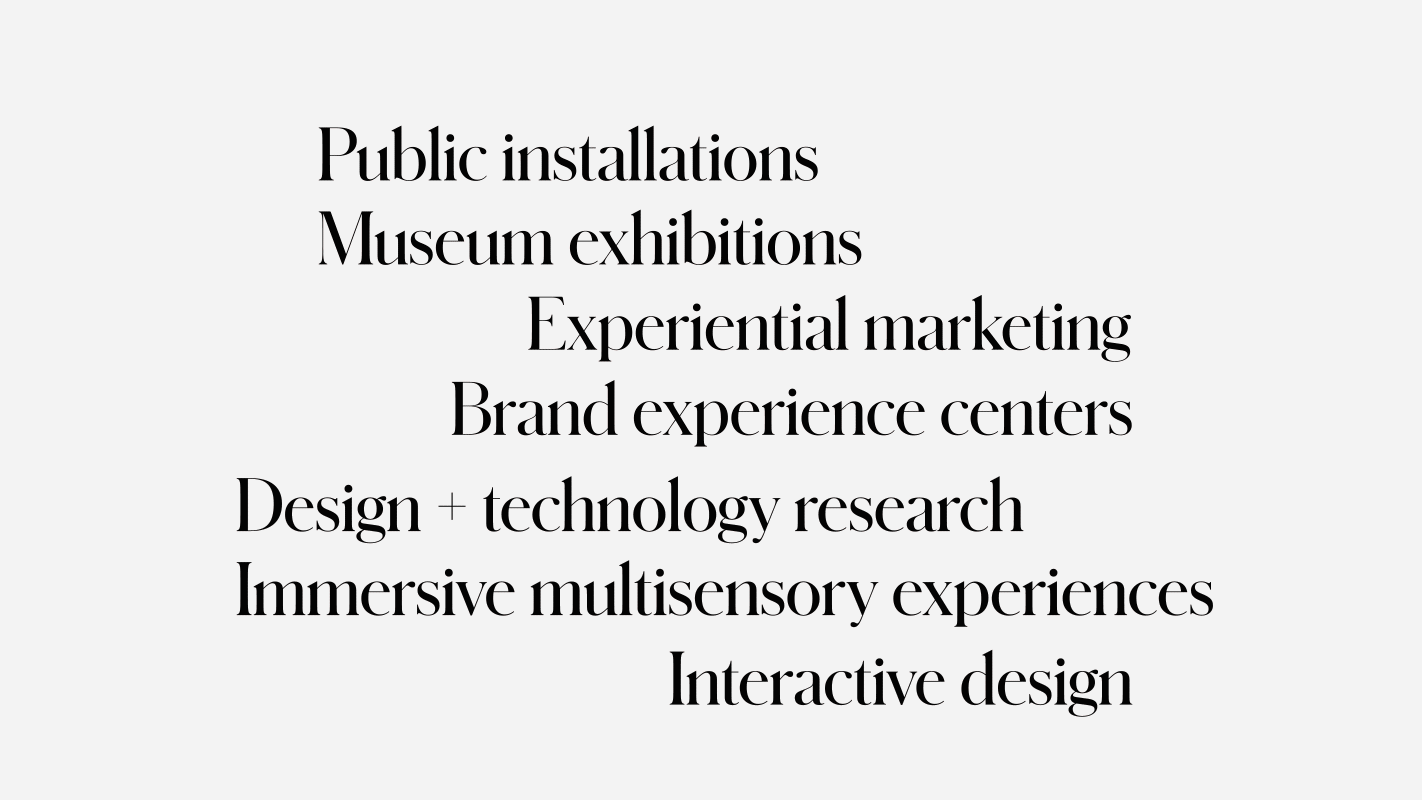 Public installations
Museum exhibitions
Experiential marketing
Brand experience centers
Design + technology research
Immersive multisensory experiences
Interactive design